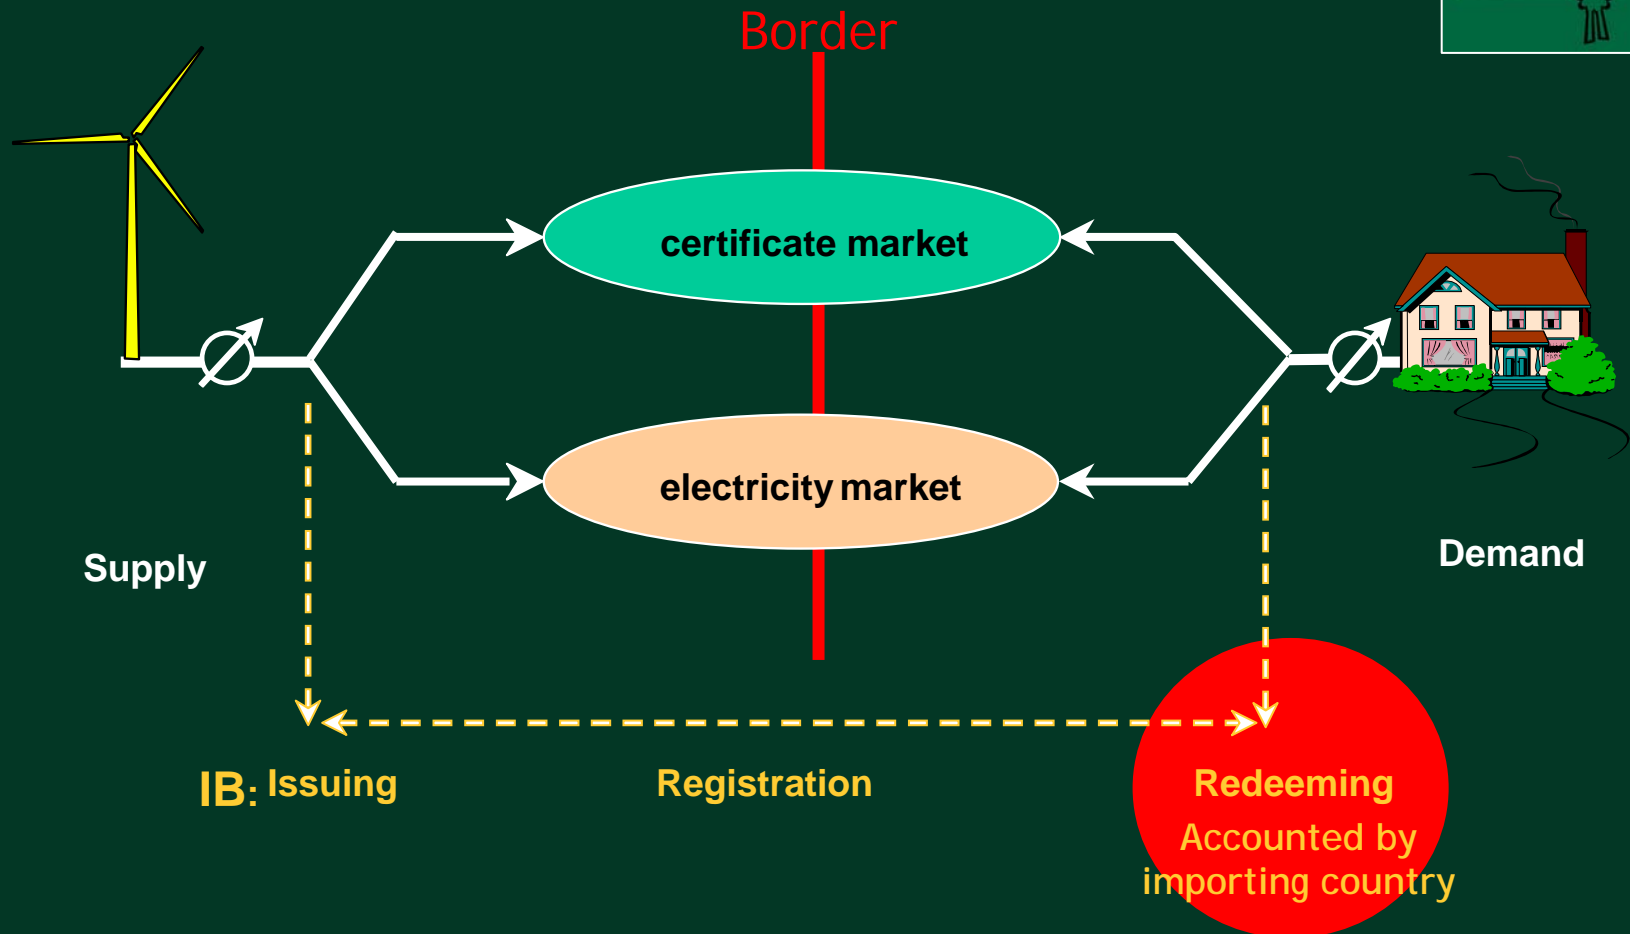 Border
certificate market
electricity market
Supply
Demand
IB: Issuing
Registration
Redeeming
Accounted by
importing country